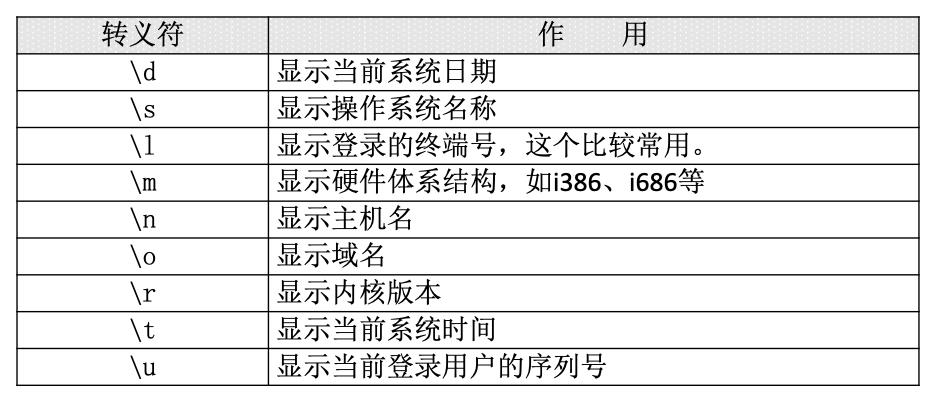 转义符 作 用
\d 显示当前系统日期
\s 显示操作系统名称
\l 显示登录的终端号，这个比较常用。
\m 显示硬件体系结构，如i386、i686等
\n 显示主机名
\o 显示域名
\r 显示内核版本
\t 显示当前系统时间
\u 显示当前登录用户的序列号